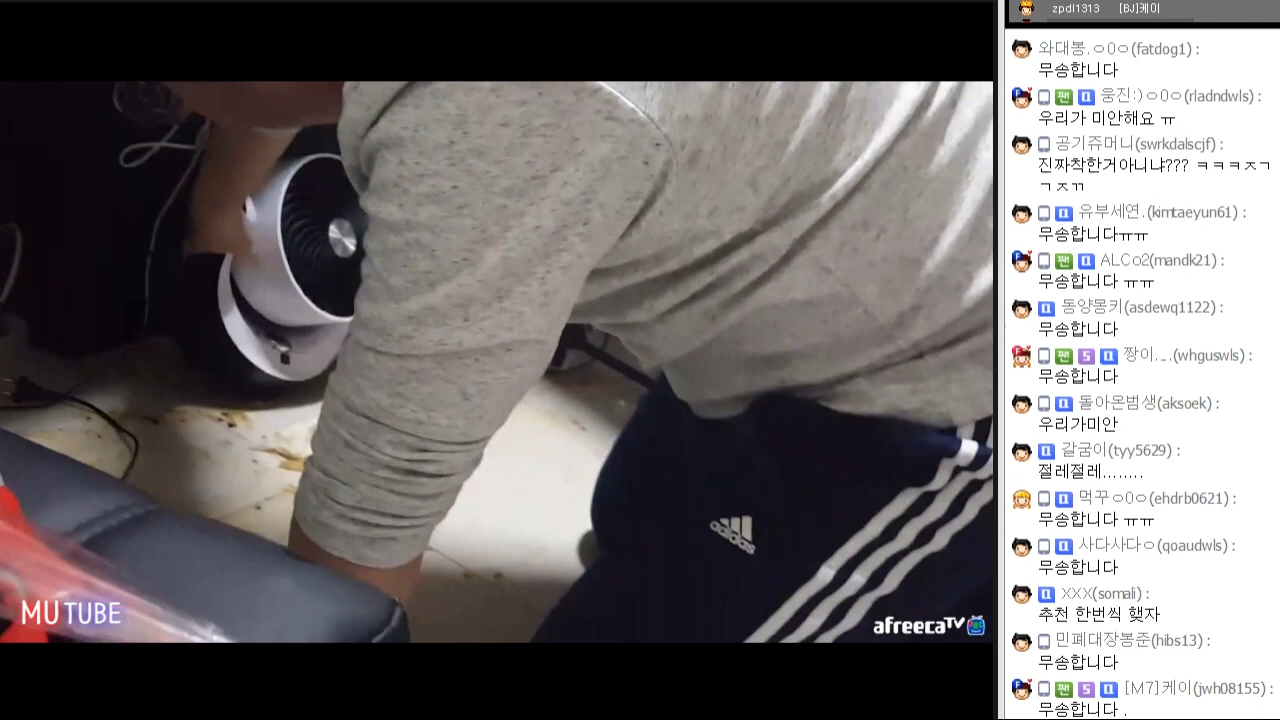 zpdl1313 [BJ]케이
와대봉.ㅇ0ㅇ(fatdog1) :
무송합니다
팬 웅진:)ㅇ0ㅇ(rladndwls) :
우리가 미안해요 ㅠ
공기쥬머니(swrkdalscjf) :
진짜착한거아니냐??? ㅋㅋㅋㅈㄱ
ㄱㅈㄲ
유부세연.(kimtaeyun61) :
무송합니다ㅠㅠ
팬 ALCo2(mandk21) :
무송합니다 ㅠㅠ
동양몽키(asdewq1122) :
무송합니다
팬 S 짱이....(whguswls) :
무송합니다
돌아온범생(aksoek) :
우리가미안
갈굼이(tyy5629) :
절레절레........
먹꾸ㅇ0ㅇ(ehdrb0621) :
무송합니다 ㅠㅠ
사다사다ㅇ(qoaudwls) :
무송합니다
XXX(somali) :
추천 한번씩 햊자
민폐대장봉준(hibs13) :
무송합니다
팬 S [M7]케이(jwh08155) :
무송합니다 .
adidas
MU TUBE
afreecaTV